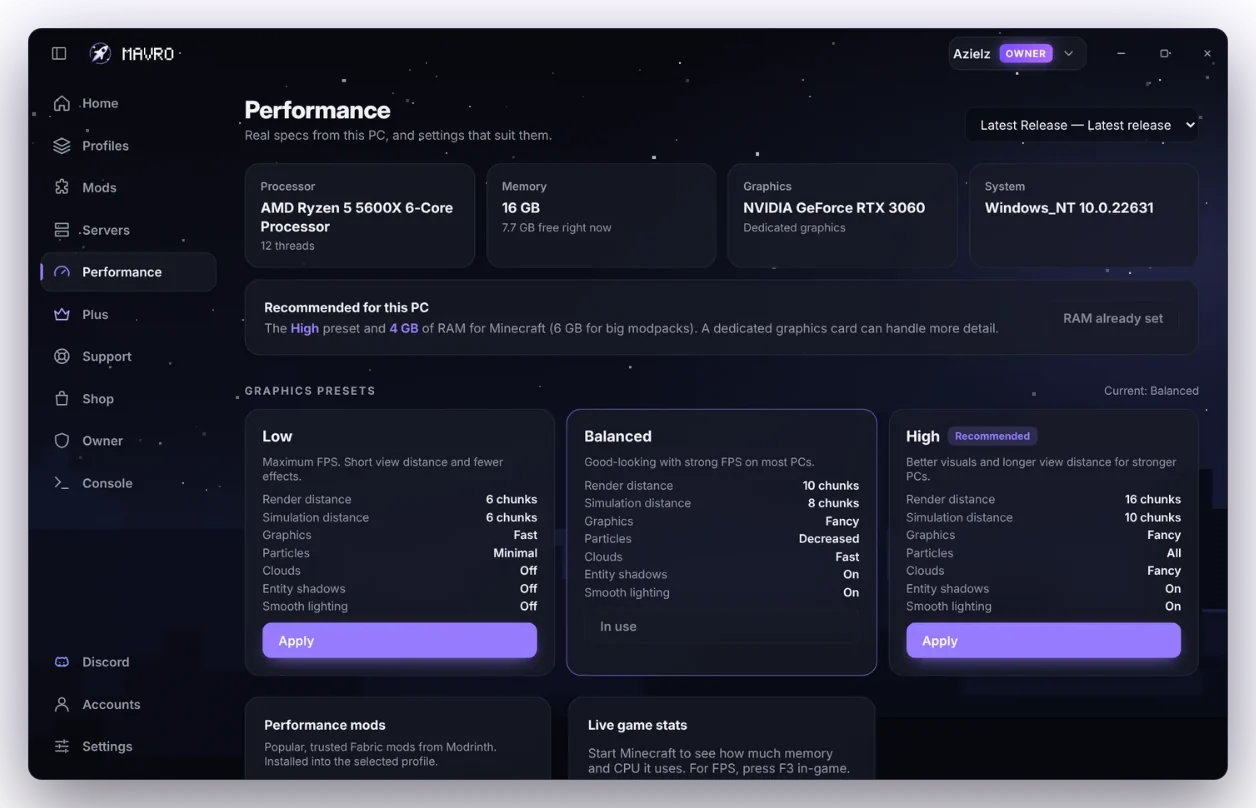 MAVRO
Azielz OWNER
Home
Profiles
Mods
Servers
Performance
Plus
Support
Shop
Owner
Console
Discord
Accounts
Settings
Performance
Real specs from this PC, and settings that suit them.
Latest Release — Latest release
Processor
AMD Ryzen 5 5600X 6-Core
Processor
12 threads
Memory
16 GB
7.7 GB free right now
Graphics
NVIDIA GeForce RTX 3060
Dedicated graphics
System
Windows_NT 10.0.22631
Recommended for this PC
The High preset and 4 GB of RAM for Minecraft (6 GB for big modpacks). A dedicated graphics card can handle more detail.
RAM already set
GRAPHICS PRESETS
Current: Balanced
Low
Maximum FPS. Short view distance and fewer
effects.
Render distance 6 chunks
Simulation distance 6 chunks
Graphics Fast
Particles Minimal
Clouds Off
Entity shadows Off
Smooth lighting Off
Apply
Balanced
Good-looking with strong FPS on most PCs.
Render distance 10 chunks
Simulation distance 8 chunks
Graphics Fancy
Particles Decreased
Clouds Fast
Entity shadows On
Smooth lighting On
In use
High Recommended
Better visuals and longer view distance for stronger
PCs.
Render distance 16 chunks
Simulation distance 10 chunks
Graphics Fancy
Particles All
Clouds Fancy
Entity shadows On
Smooth lighting On
Apply
Performance mods
Popular, trusted Fabric mods from Modrinth.
Installed into the selected profile.
Live game stats
Start Minecraft to see how much memory
and CPU it uses. For FPS, press F3 in-game.